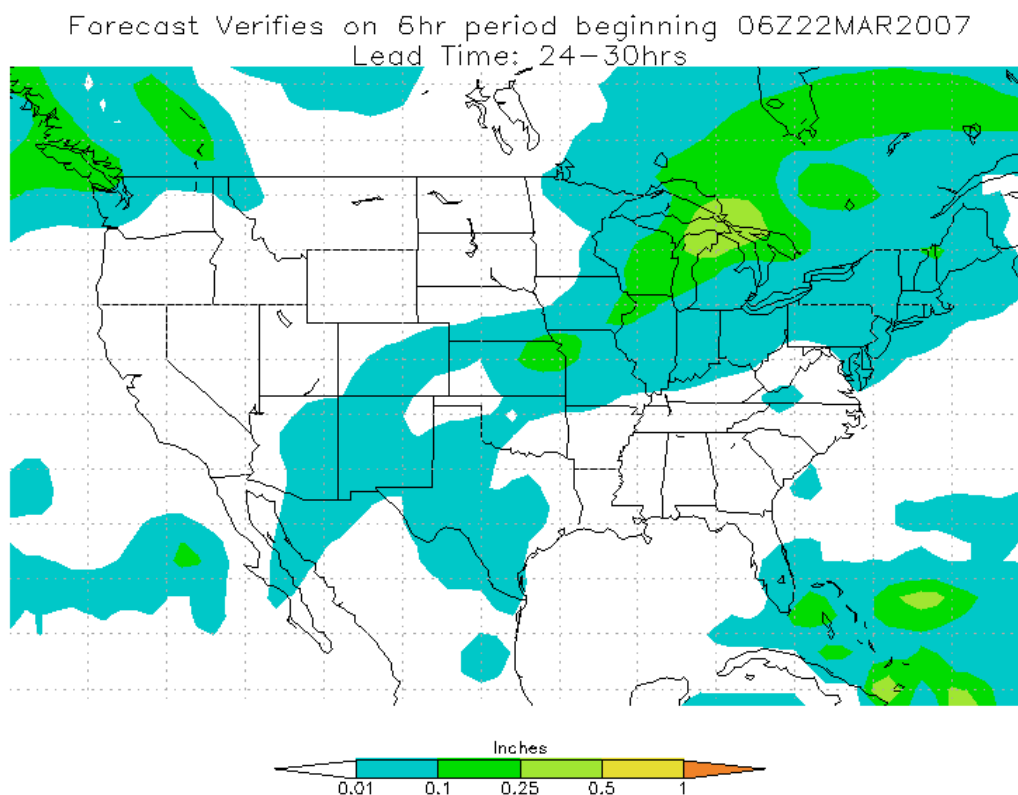 Forecast Verifies on 6hr period beginning 06Z22MAR2007
Lead Time: 24-30hrs
Inches
0.01 0.1 0.25 0.5 1